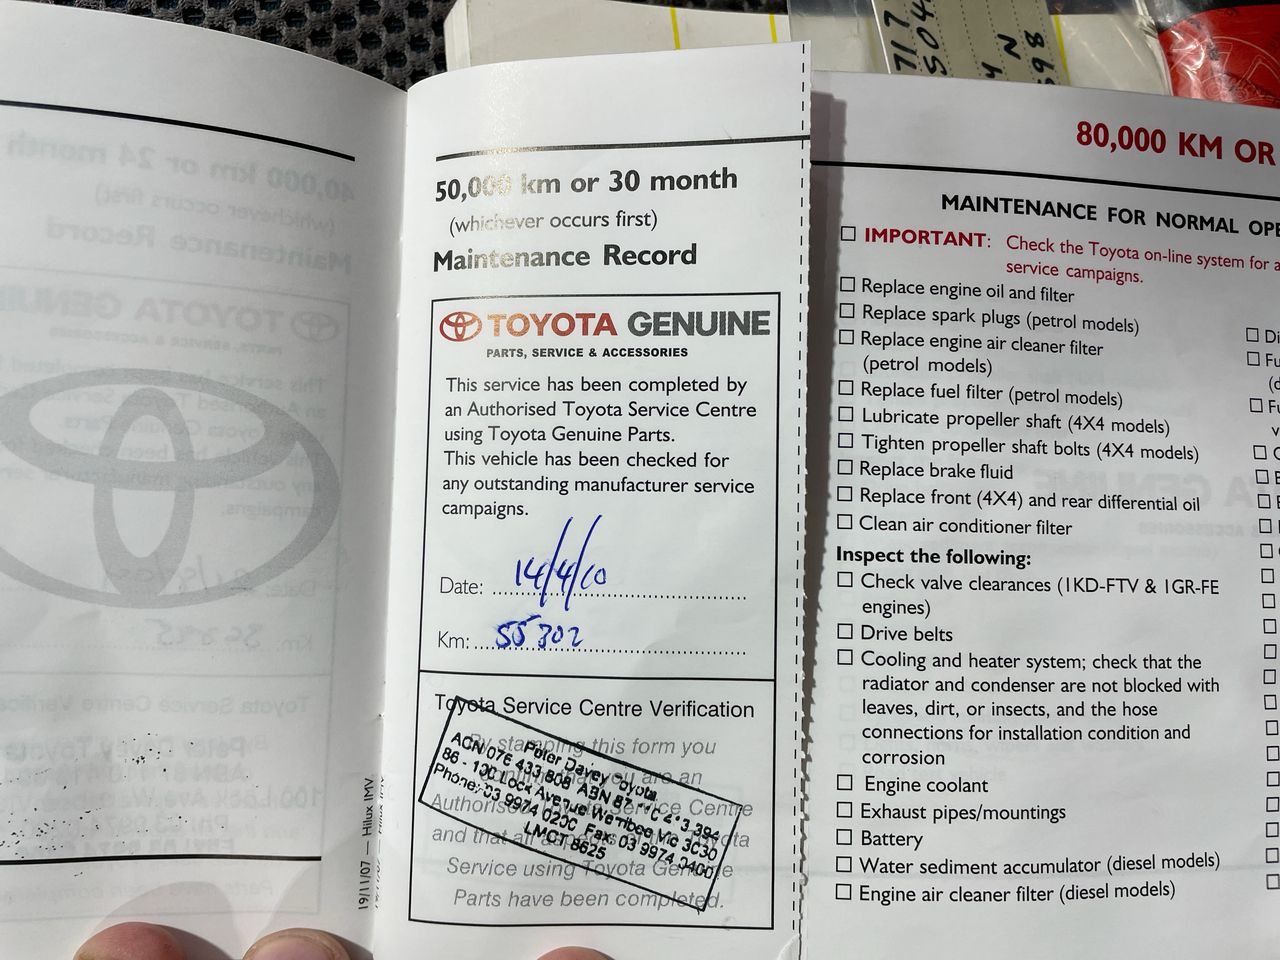 50,000 km or 30 month
(whichever occurs first)
Maintenance Record
TOYOTA GENUINE
PARTS, SERVICE & ACCESSORIES
This service has been completed by
an Authorised Toyota Service Centre
using Toyota Genuine Parts.
This vehicle has been checked for
any outstanding manufacturer service
campaigns.
Date: 14/4/10
Km: 55302
Toyota Service Centre Verification
By stamping this form you
you are an
Authorised Service Centre
and that all
Service using Toyota Genuine
Parts have been completed.
Peter Davey Toyota
ACN 076 433 808 ABN 87
86 - 100 Lock Avenue Werribee Vic 3030
Phone: 03 9974 0200 Fax: 03 9974 0400
LMCT 8625
19/11/07 — Hilux IMV
80,000 KM OR
MAINTENANCE FOR NORMAL OPE
IMPORTANT: Check the Toyota on-line system for a
service campaigns.
Replace engine oil and filter
Replace spark plugs (petrol models)
Replace engine air cleaner filter
(petrol models)
Replace fuel filter (petrol models)
Lubricate propeller shaft (4X4 models)
Tighten propeller shaft bolts (4X4 models)
Replace brake fluid
Replace front (4X4) and rear differential oil
Clean air conditioner filter
Inspect the following:
Check valve clearances (1KD-FTV & 1GR-FE
engines)
Drive belts
Cooling and heater system; check that the
radiator and condenser are not blocked with
leaves, dirt, or insects, and the hose
connections for installation condition and
corrosion
Engine coolant
Exhaust pipes/mountings
Battery
Water sediment accumulator (diesel models)
Engine air cleaner filter (diesel models)